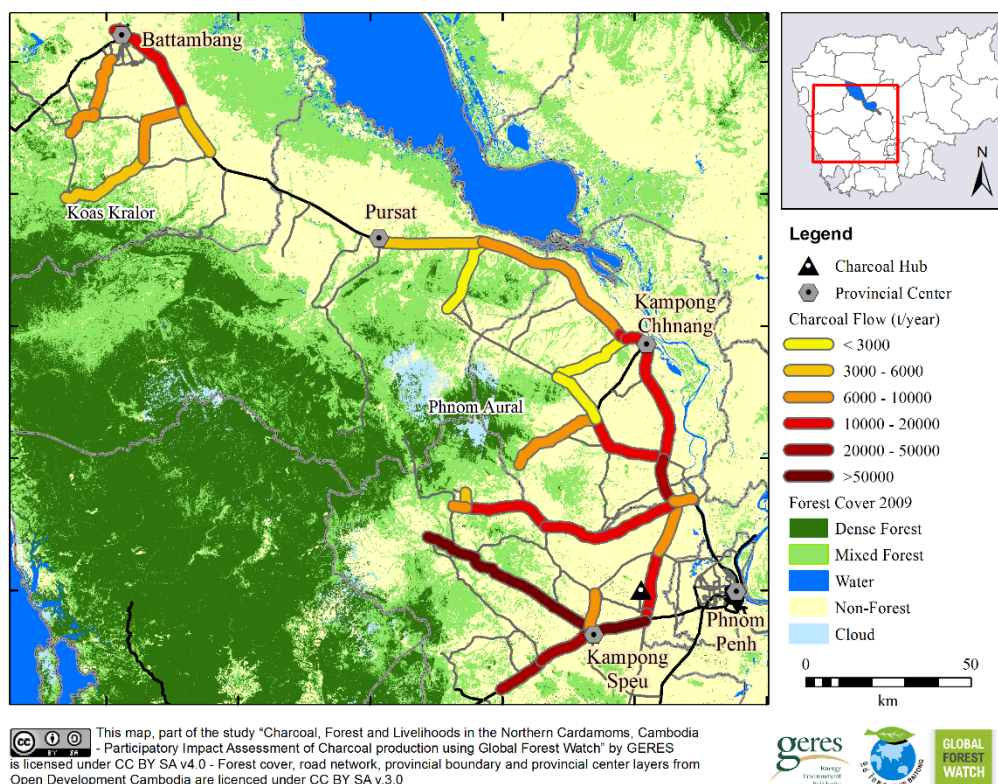 Battambang
Koas Kralor
Pursat
Kampong
Chhnang
Phnom Aural
Phnom
Penh
Kampong
Speu
N
Legend
Charcoal Hub
Provincial Center
Charcoal Flow (t/year)
< 3000
3000 - 6000
6000 - 10000
10000 - 20000
20000 - 50000
>50000
Forest Cover 2009
Dense Forest
Mixed Forest
Water
Non-Forest
Cloud
0 50
km
cc BY SA
This map, part of the study "Charcoal, Forest and Livelihoods in the Northern Cardamoms, Cambodia
- Participatory Impact Assessment of Charcoal production using Global Forest Watch" by GERES
is licensed under CC BY SA v4.0 - Forest cover, road network, provincial boundary and provincial center layers from
Open Development Cambodia are licenced under CC BY SA v.3.0
geres
Energy
Environment
GLOBAL
FOREST
WATCH